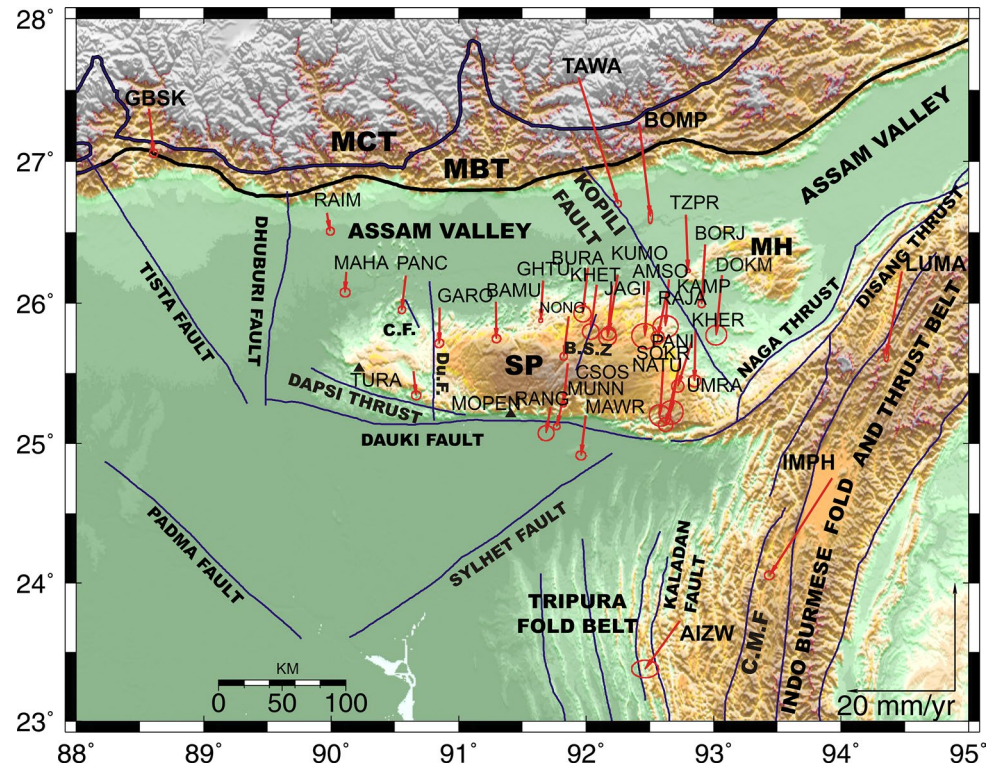 28°
27°
26°
25°
24°
23°
88°
89°
90°
91°
92°
93°
94°
95°
TAWA
GBSK
BOMP
MCT
MBT
ASSAM VALLEY
KOPILI
FAULT
RAIM
TZPR
ASSAM VALLEY
BORJ
MH
DHUBURI FAULT
TISTA FAULT
MAHA
PANC
BURA
KUMO
GHTU
KHET
AMSO
DOKM
DISANG THRUST
LUMA
GARO
BAMU
JAGI
KAMP
NONG
RAJA
KHER
C.F.
B.S.Z
PANI
NAGA THRUST
SP
SOKR
NATU
Du.F.
CSOS
TURA
MUNN
UMRA
DAPSI THRUST
MOPEN
RANG
MAWR
DAUKI FAULT
IMPH
INDO BURMESE FOLD AND THRUST BELT
PADMA FAULT
SYLHET FAULT
KALADAN
FAULT
TRIPURA
FOLD BELT
AIZW
C.M.F
KM
0
50
100
20 mm/yr